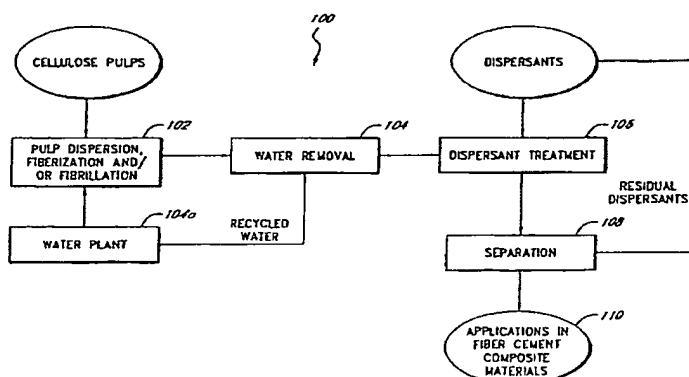 100
CELLULOSE PULPS
DISPERSANTS
102
PULP DISPERSION,
FIBERIZATION AND/
OR FIBRILLATION
104
WATER REMOVAL
106
DISPERSANT TREATMENT
104a
WATER PLANT
RECYCLED
WATER
RESIDUAL
DISPERSANTS
108
SEPARATION
110
APPLICATIONS IN
FIBER CEMENT
COMPOSITE
MATERIALS